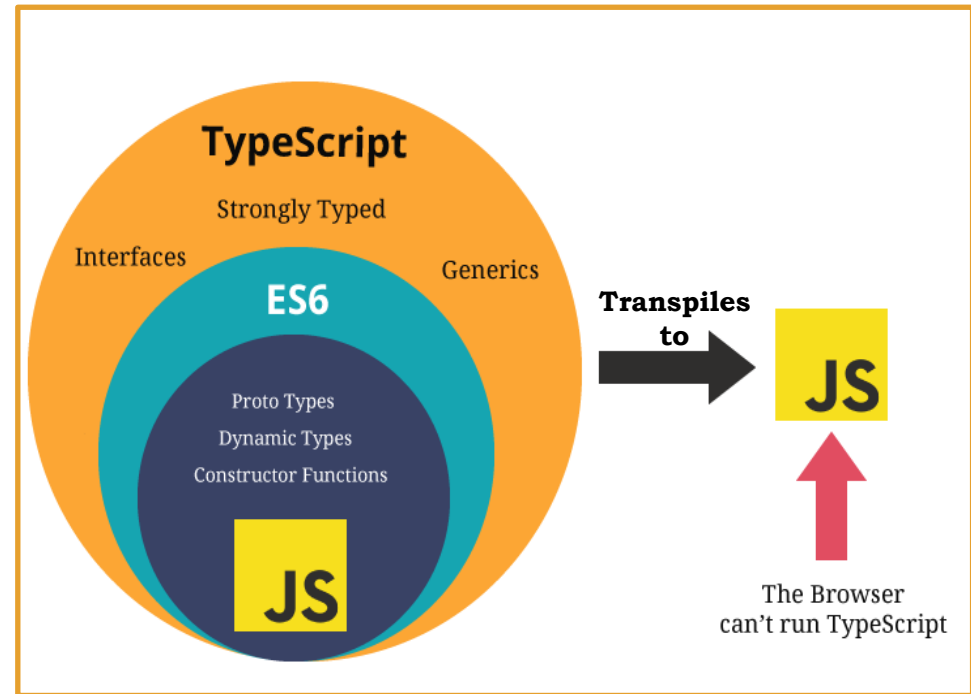 TypeScript
Strongly Typed
Interfaces
Generics
ES6
Proto Types
Dynamic Types
Constructor Functions
JS
Transpiles
to
JS
The Browser
can't run TypeScript